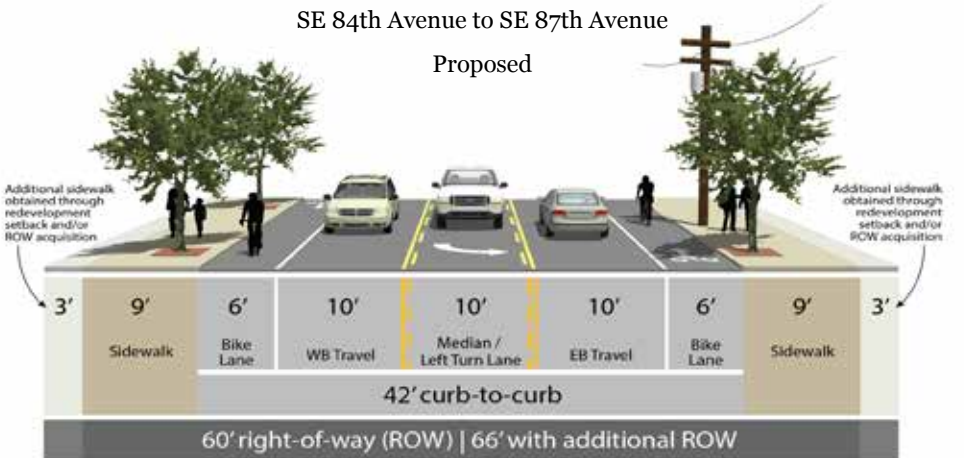 SE 84th Avenue to SE 87th Avenue
Proposed
Additional sidewalk
obtained through
redevelopment
setback and/or
ROW acquisition
Additional sidewalk
obtained through
redevelopment
setback and/or
ROW acquisition
3' 9' 6' 10' 10' 10' 6' 9' 3'
Sidewalk
Bike
Lane
WB Travel
Median /
Left Turn Lane
EB Travel
Bike
Lane
Sidewalk
42' curb-to-curb
60' right-of-way (ROW) | 66' with additional ROW